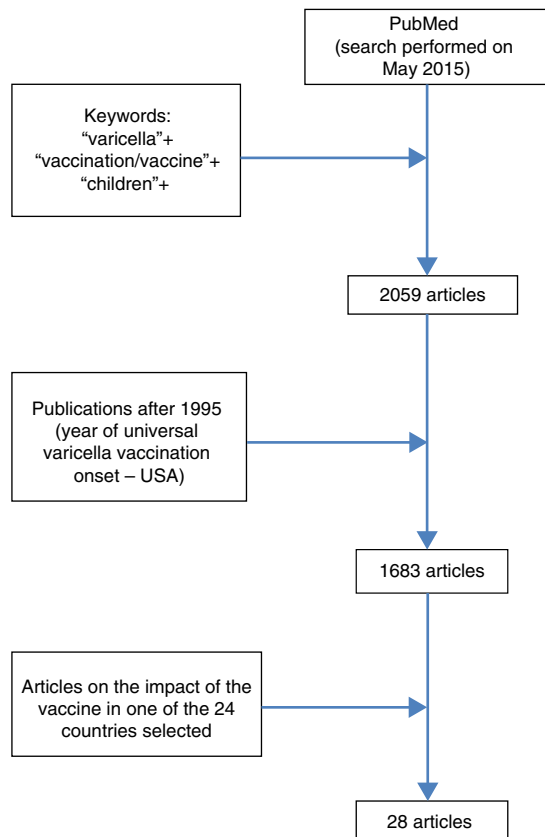 PubMed
(search performed on
May 2015)
Keywords:
“varicella”+
“vaccination/vaccine”+
“children”+
2059 articles
Publications after 1995
(year of universal
varicella vaccination
onset – USA)
1683 articles
Articles on the impact of the
vaccine in one of the 24
countries selected
28 articles